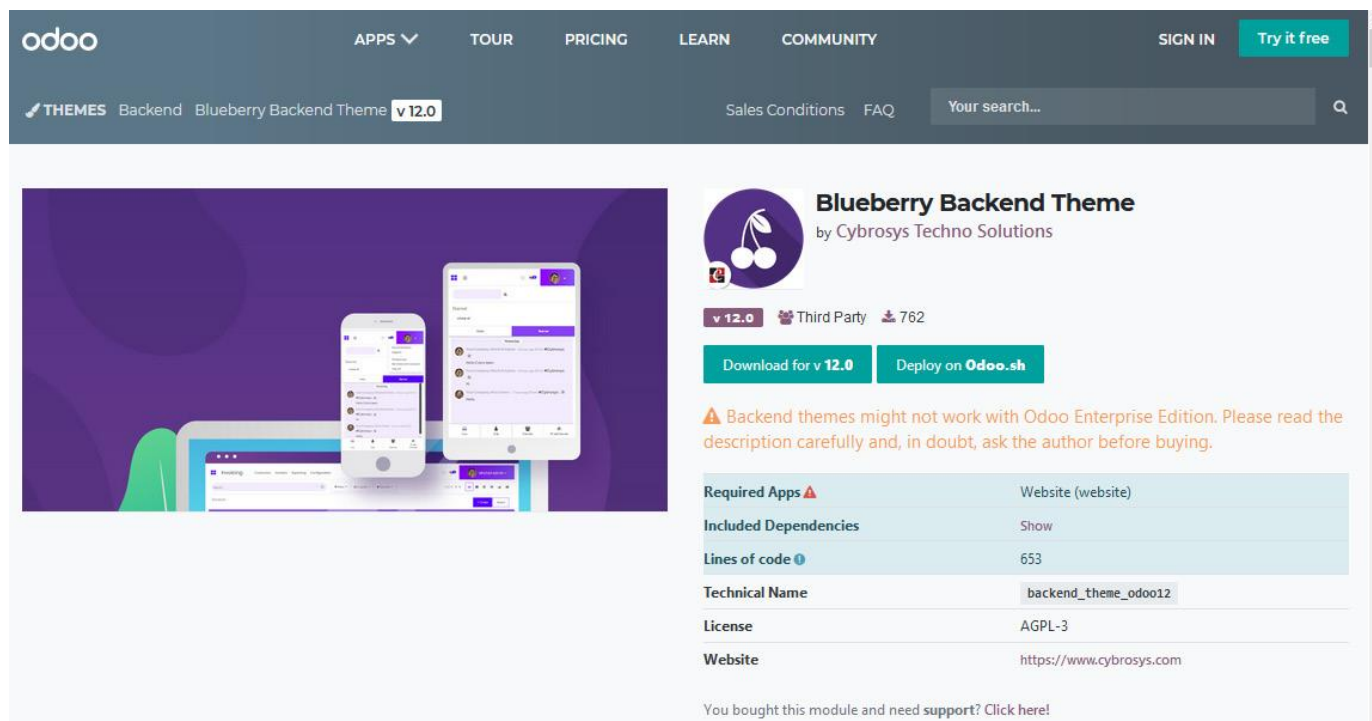 odoo APPS TOUR PRICING LEARN COMMUNITY SIGN IN Try it free
THEMES Backend Blueberry Backend Theme v 12.0 Sales Conditions FAQ Your search...
Blueberry Backend Theme
by Cybrosys Techno Solutions
v 12.0 Third Party 762
Download for v 12.0 Deploy on Odoo.sh
Backend themes might not work with Odoo Enterprise Edition. Please read the
description carefully and, in doubt, ask the author before buying.
Required Apps Website (website)
Included Dependencies Show
Lines of code 653
Technical Name backend_theme_odoo12
License AGPL-3
Website https://www.cybrosys.com
You bought this module and need support? Click here!
Invoicing